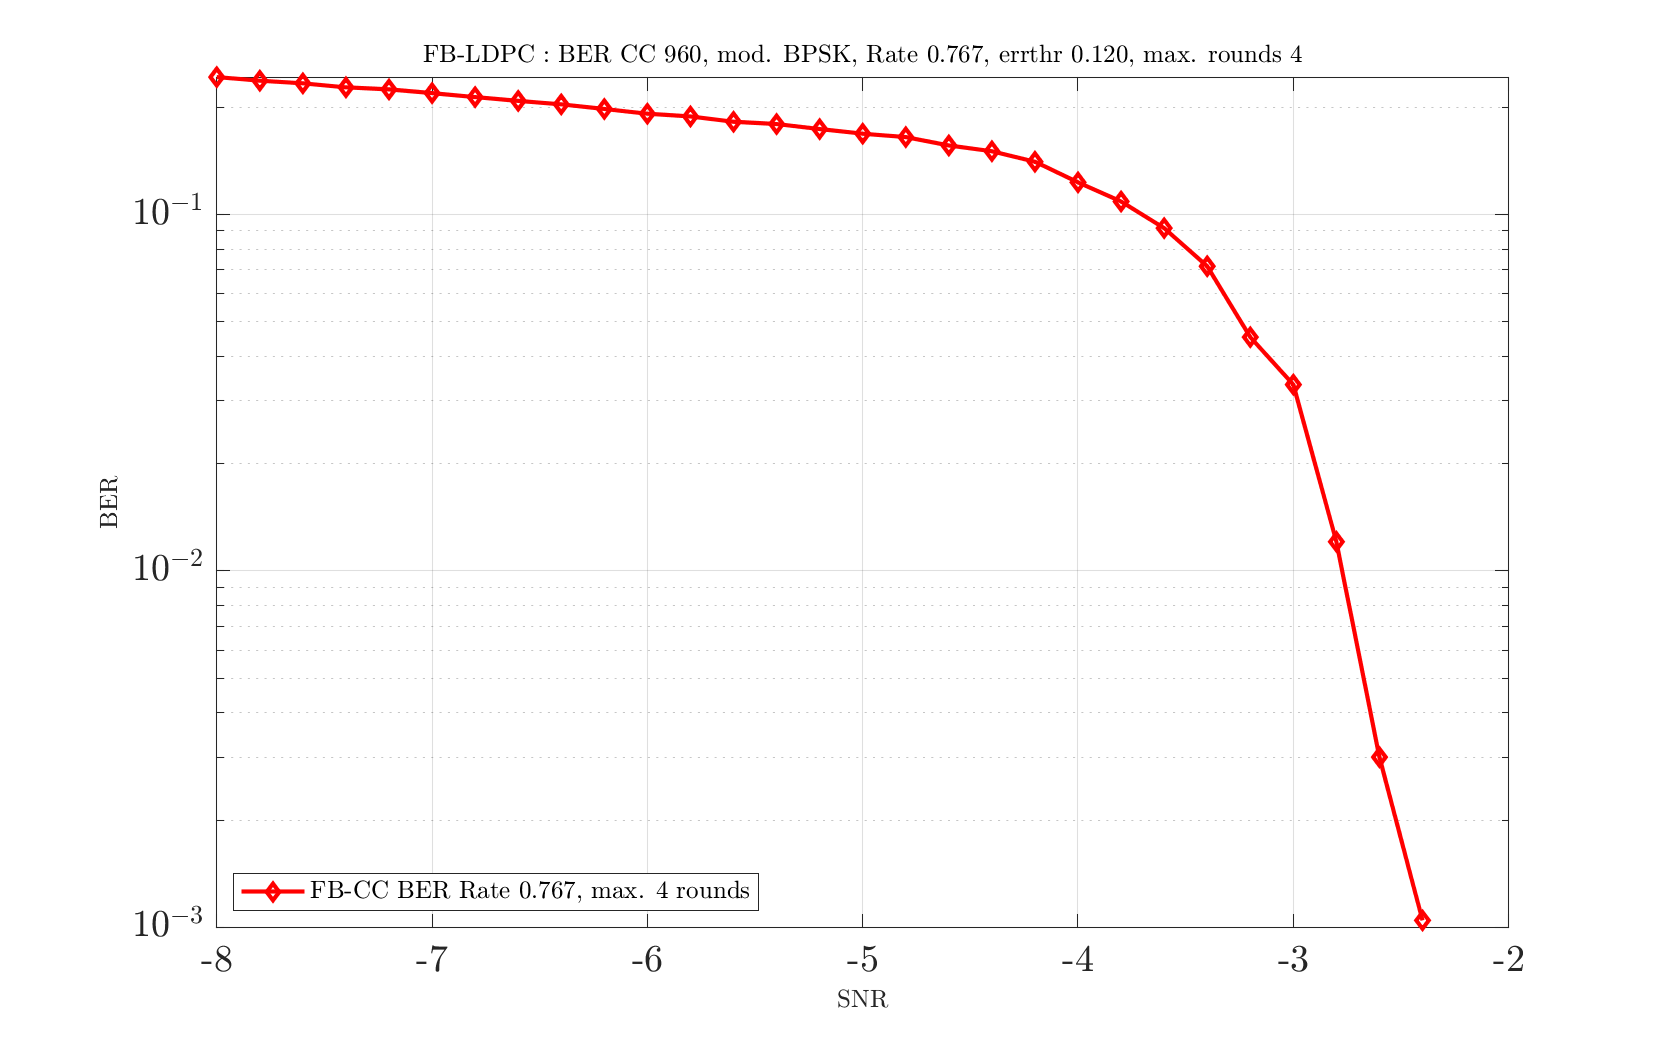 FB-LDPC : BER CC 960, mod. BPSK, Rate 0.767, errthr 0.120, max. rounds 4
BER
10⁻¹
10⁻²
10⁻³
FB-CC BER Rate 0.767, max. 4 rounds
-8 -7 -6 -5 -4 -3 -2
SNR